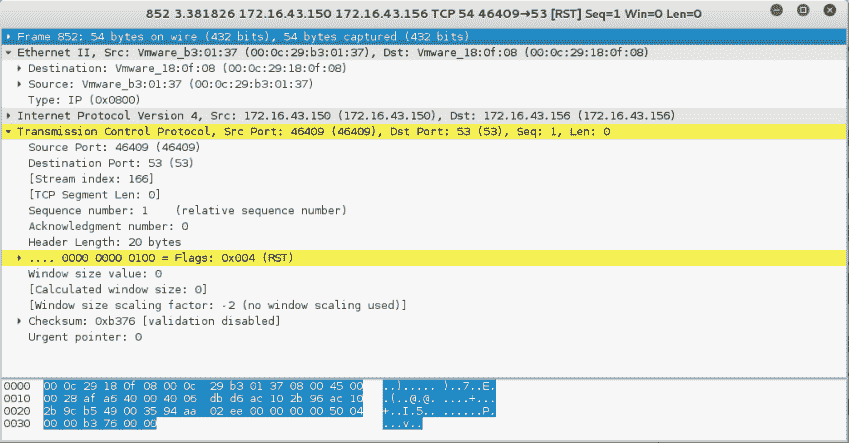 852 3.381826 172.16.43.150 172.16.43.156 TCP 54 46409→53 [RST] Seq=1 Win=0 Len=0
Frame 852: 54 bytes on wire (432 bits), 54 bytes captured (432 bits)
Ethernet II, Src: Vmware_b3:01:37 (00:0c:29:b3:01:37), Dst: Vmware_18:0f:08 (00:0c:29:18:0f:08)
Destination: Vmware_18:0f:08 (00:0c:29:18:0f:08)
Source: Vmware_b3:01:37 (00:0c:29:b3:01:37)
Type: IP (0x0800)
Internet Protocol Version 4, Src: 172.16.43.150 (172.16.43.150), Dst: 172.16.43.156 (172.16.43.156)
Transmission Control Protocol, Src Port: 46409 (46409), Dst Port: 53 (53), Seq: 1, Len: 0
Source Port: 46409 (46409)
Destination Port: 53 (53)
[Stream index: 166]
[TCP Segment Len: 0]
Sequence number: 1    (relative sequence number)
Acknowledgment number: 0
Header Length: 20 bytes
.... 0000 0000 0100 = Flags: 0x004 (RST)
Window size value: 0
[Calculated window size: 0]
[Window size scaling factor: -2 (no window scaling used)]
Checksum: 0xb376 [validation disabled]
Urgent pointer: 0
0000  00 0c 29 18 0f 08 00 0c  29 b3 01 37 08 00 45 00   ..)..... )..7..E.
0010  00 28 af a6 40 00 40 06  db d6 ac 10 2b 96 ac 10   .(..@.@. ....+...
0020  2b 9c b5 49 00 35 94 aa  02 ee 00 00 00 00 50 04   +..I.5.. ......P.
0030  00 00 b3 76 00 00   ...v..